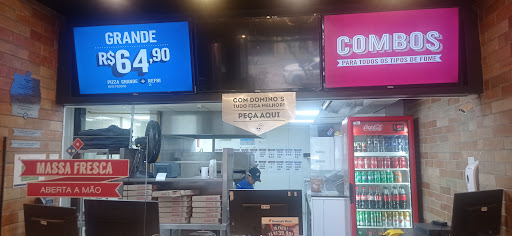 GRANDE
R$64,90
PIZZA GRANDE + REFRI
COMBOS
PARA TODOS OS TIPOS DE FOME
COM DOMINO'S
TUDO FICA MELHOR!
PEÇA AQUI
Coca-Cola
MASSA FRESCA
ABERTA A MÃO